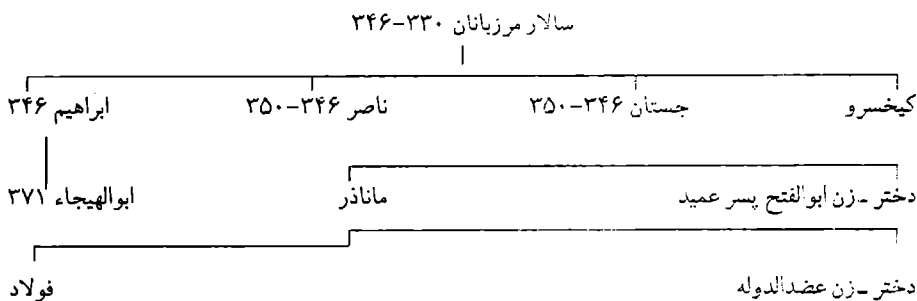 سالار مرزبانان ۳۳۰-۳۴۶
کیخسرو جستان ۳۴۶-۳۵۰ ناصر ۳۴۶-۳۵۰ ابراهیم ۳۴۶
دختر - زن ابوالفتح پسر عمید ماناذر ابوالهیجاء ۳۷۱
دختر - زن عضدالدوله فولاد